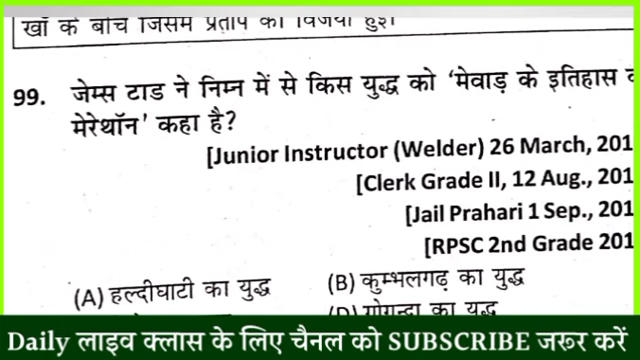 खाँ के बीच जिसमें प्रताप की विजयी हुई।
99. जेम्स टाड ने निम्न में से किस युद्ध को ‘मेवाड़ के इतिहास
मेरेथॉन’ कहा है?
[Junior Instructor (Welder) 26 March, 201
[Clerk Grade II, 12 Aug., 201
[Jail Prahari 1 Sep., 201
[RPSC 2nd Grade 201
(A) हल्दीघाटी का युद्ध (B) कुम्भलगढ़ का युद्ध
(D) गोगुन्दा का युद्ध
Daily लाइव क्लास के लिए चैनल को SUBSCRIBE जरूर करें